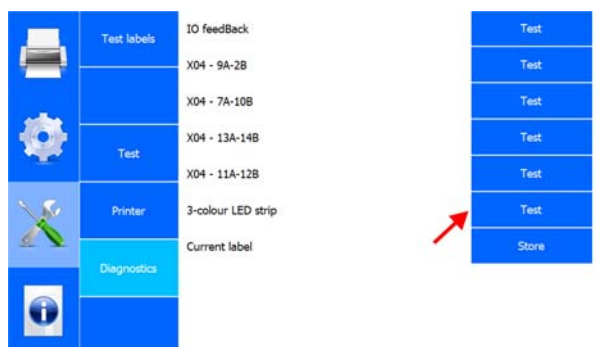 Test labels
Test
Printer
Diagnostics
IO feedBack Test
X04 - 9A-2B Test
X04 - 7A-10B Test
X04 - 13A-14B Test
X04 - 11A-12B Test
3-colour LED strip Test
Current label Store